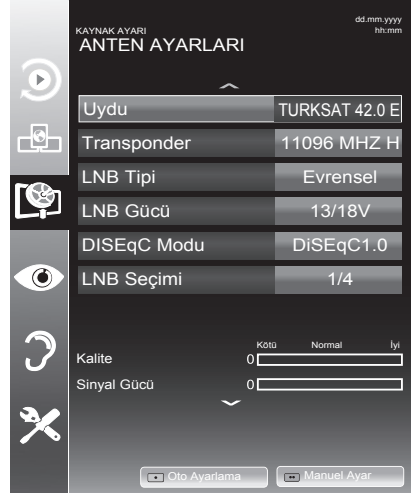 dd.mm.yyyy
KAYNAK AYARI hh:mm
ANTEN AYARLARI
Uydu TURKSAT 42.0 E
Transponder 11096 MHZ H
LNB Tipi Evrensel
LNB Gücü 13/18V
DISEqC Modu DiSEqC1.0
LNB Seçimi 1/4
Kötü Normal İyi
Kalite 0
Sinyal Gücü 0
Oto Ayarlama Manuel Ayar